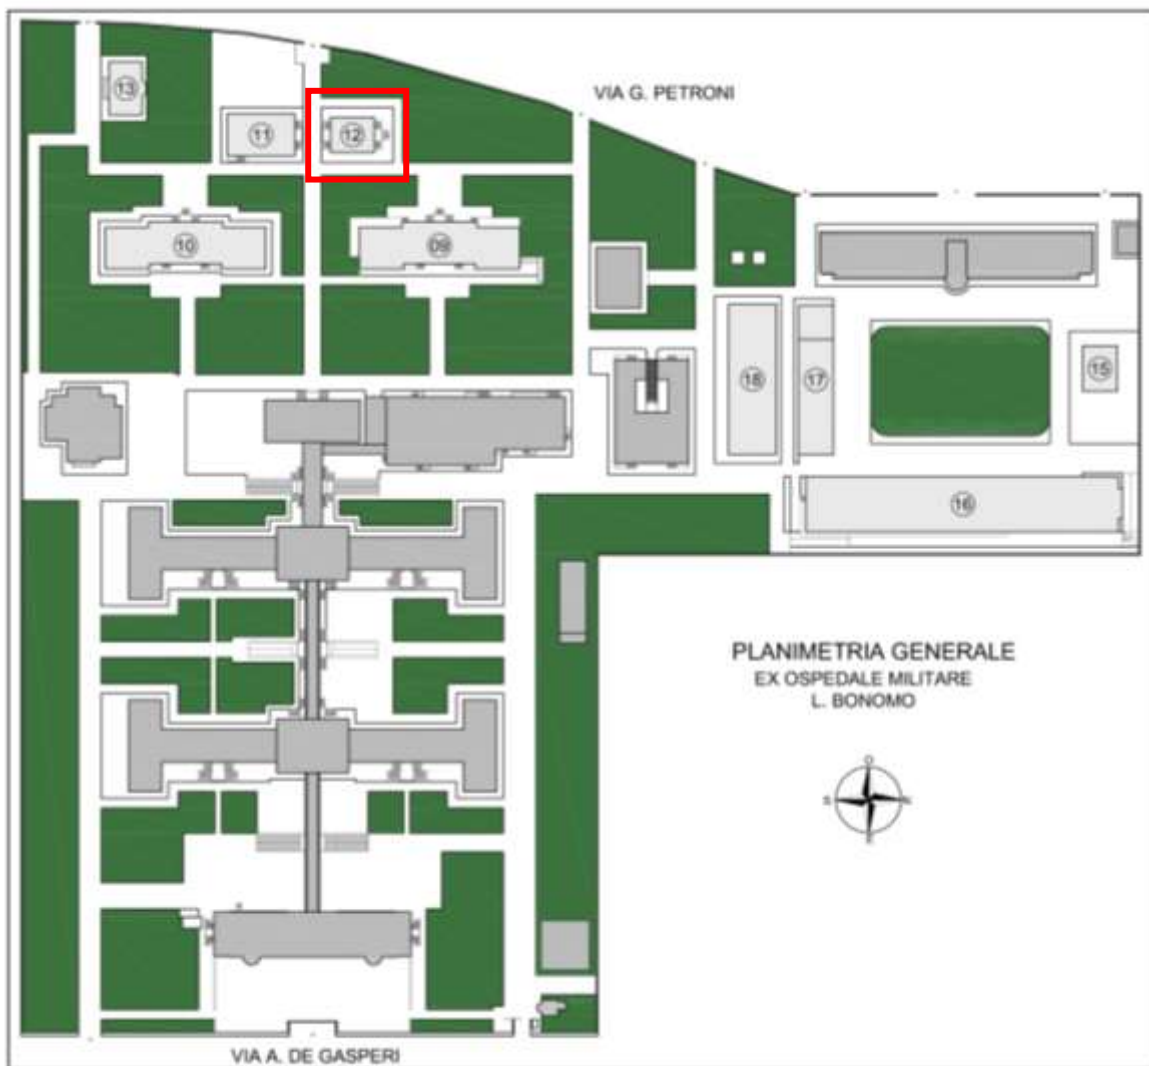 VIA G. PETRONI
13
11
12
10
09
15
18
17
16
PLANIMETRIA GENERALE
EX OSPEDALE MILITARE
L. BONOMO
O
S
N
E
VIA A. DE GASPERI